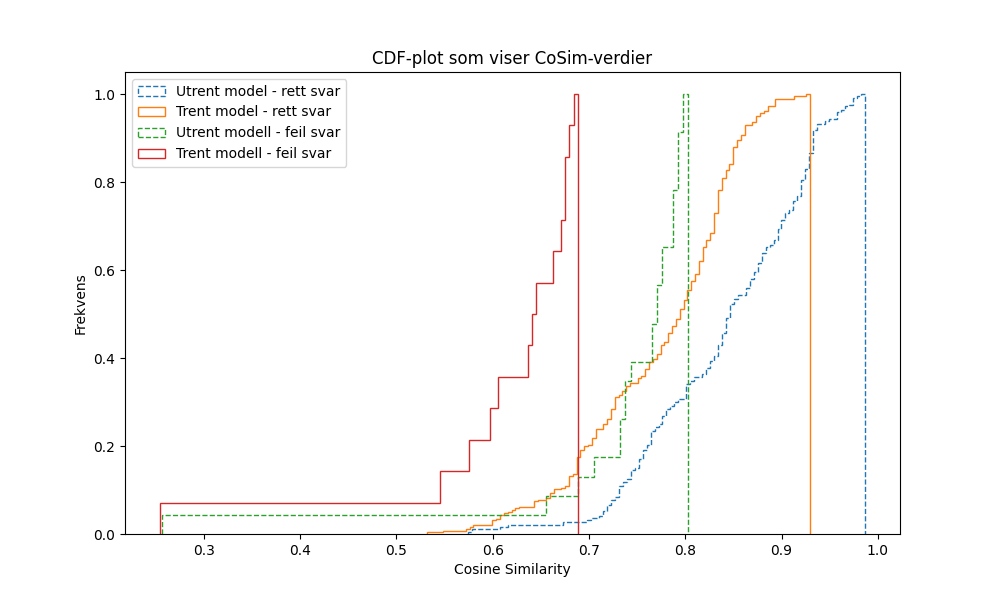 CDF-plot som viser CoSim-verdier
Utrent model - rett svar
Trent model - rett svar
Utrent modell - feil svar
Trent modell - feil svar
Frekvens
1.0
0.8
0.6
0.4
0.2
0.0
0.3 0.4 0.5 0.6 0.7 0.8 0.9 1.0
Cosine Similarity